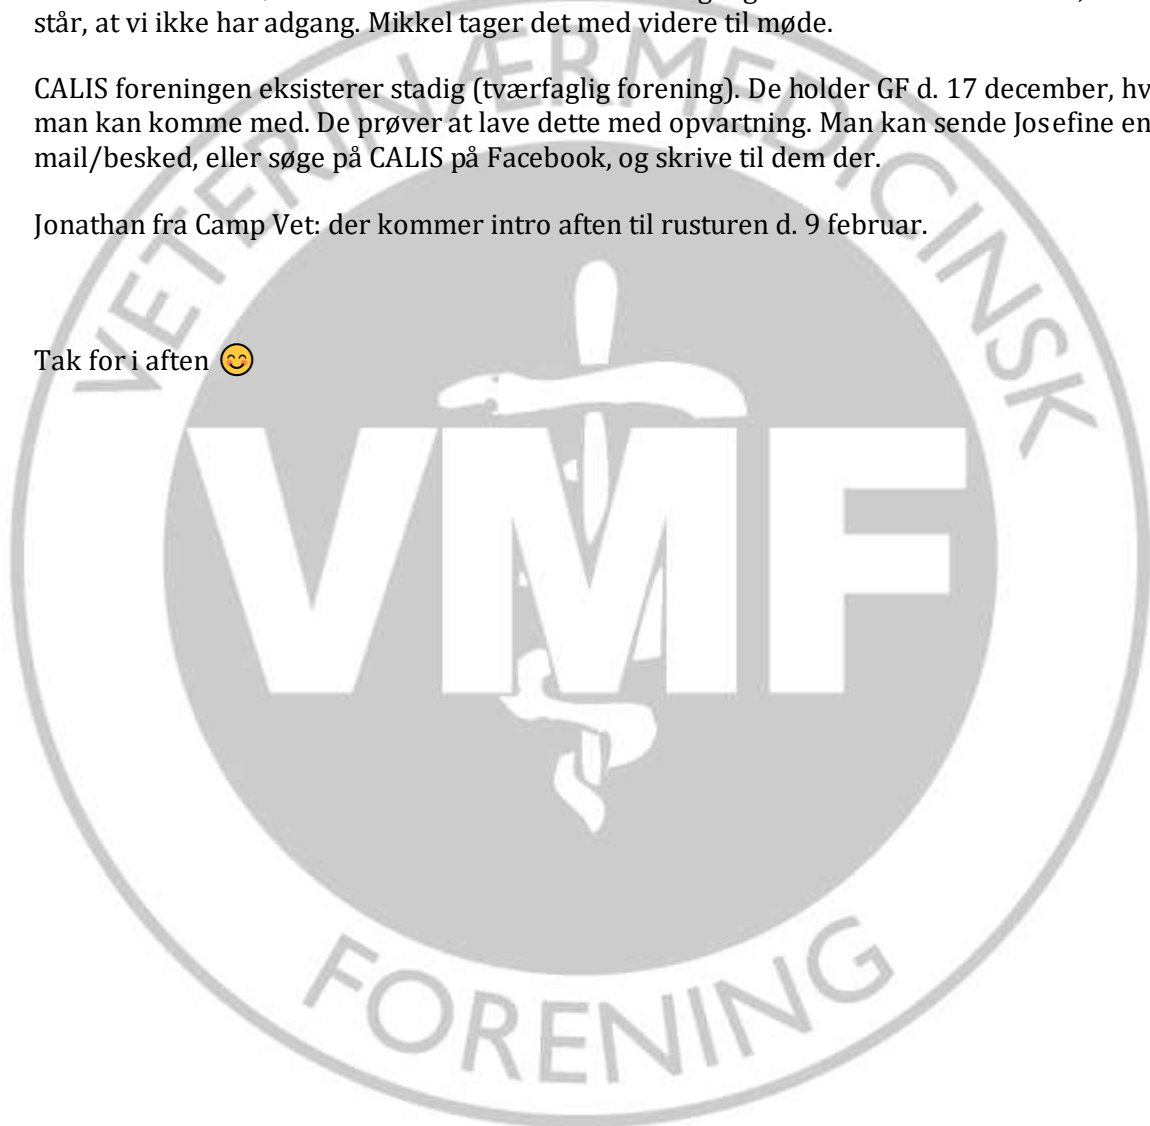 står, at vi ikke har adgang. Mikkel tager det med videre til møde.
CALIS foreningen eksisterer stadig (tværfaglig forening). De holder GF d. 17 december, hv
man kan komme med. De prøver at lave dette med opvartning. Man kan sende Josefine en
mail/besked, eller søge på CALIS på Facebook, og skrive til dem der.
Jonathan fra Camp Vet: der kommer intro aften til rusturen d. 9 februar.
Tak for i aften 😊
VETERINÆRMEDICINSK
VMF
FORENING